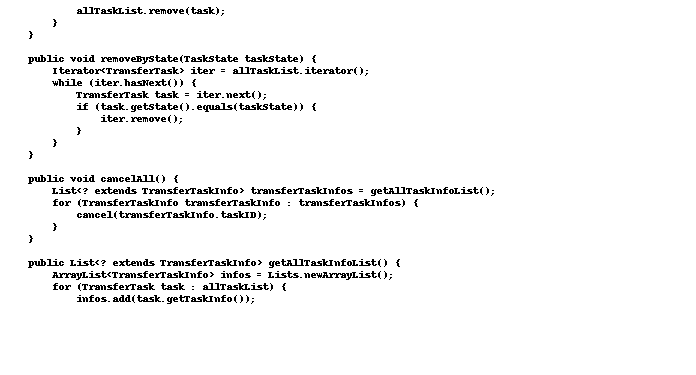 allTaskList.remove(task);
}
}
public void removeByState(TaskState taskState) {
Iterator<TransferTask> iter = allTaskList.iterator();
while (iter.hasNext()) {
TransferTask task = iter.next();
if (task.getState().equals(taskState)) {
iter.remove();
}
}
}
public void cancelAll() {
List<? extends TransferTaskInfo> transferTaskInfos = getAllTaskInfoList();
for (TransferTaskInfo transferTaskInfo : transferTaskInfos) {
cancel(transferTaskInfo.taskID);
}
}
public List<? extends TransferTaskInfo> getAllTaskInfoList() {
ArrayList<TransferTaskInfo> infos = Lists.newArrayList();
for (TransferTask task : allTaskList) {
infos.add(task.getTaskInfo());